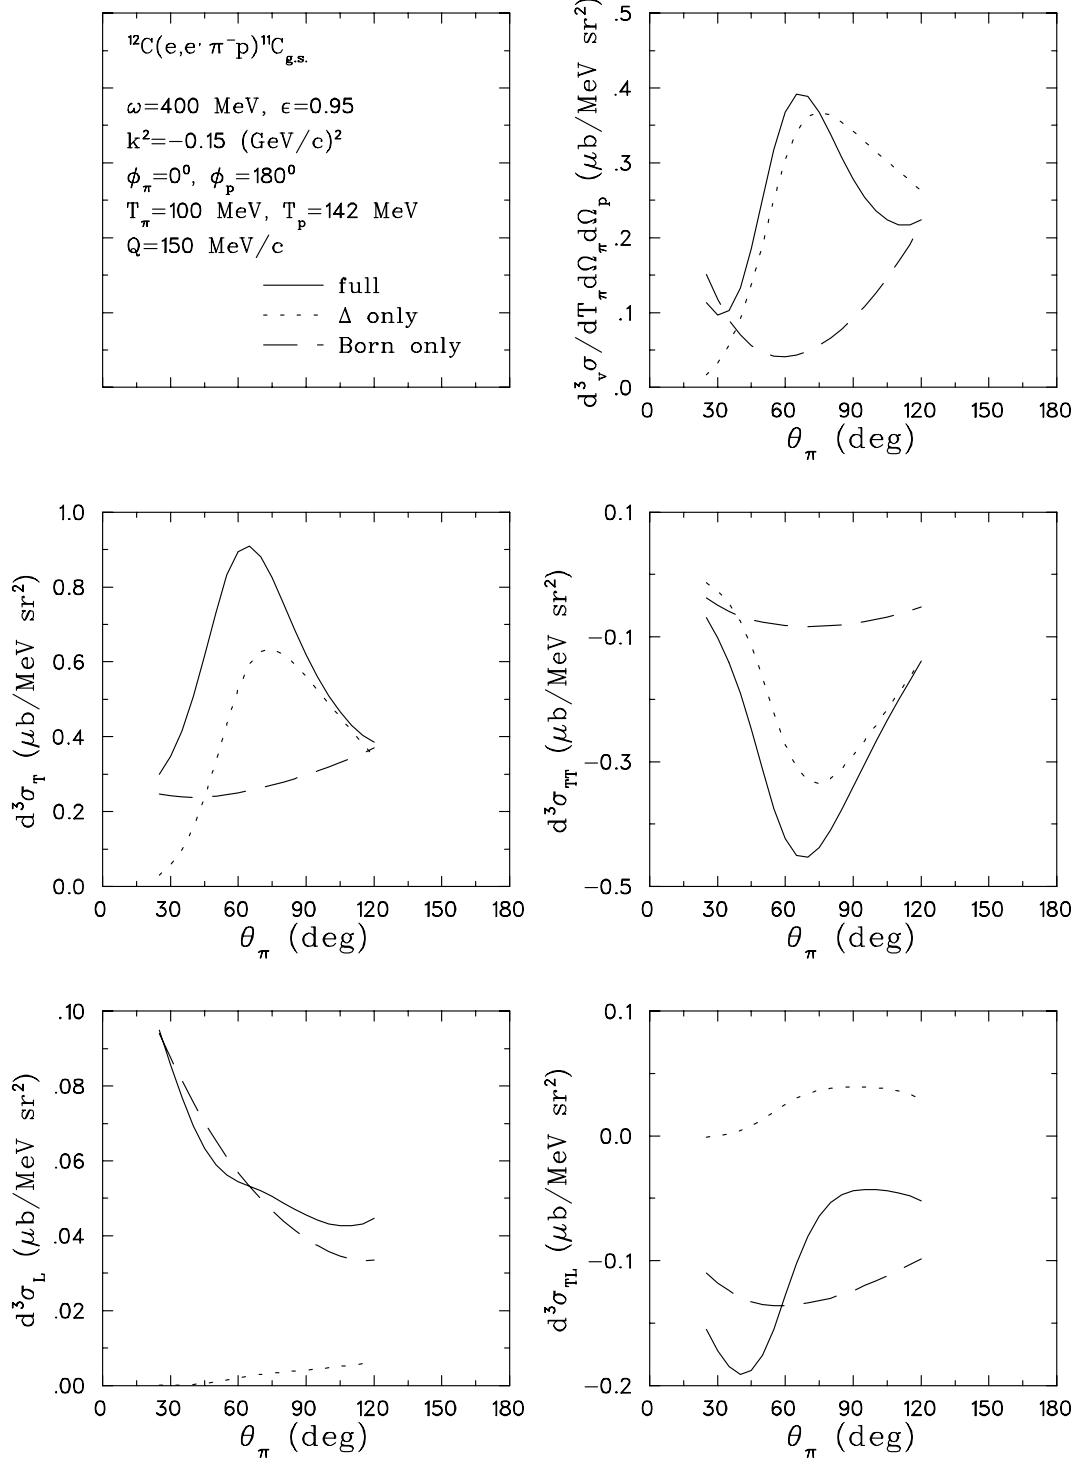 ¹²C(e,e' π⁻p)¹¹C_g.s.
ω=400 MeV, ϵ=0.95
k²=−0.15 (GeV/c)²
ϕ_π=0⁰, ϕ_p=180⁰
T_π=100 MeV, T_p=142 MeV
Q=150 MeV/c
full
Δ only
Born only
d³_vσ/dT_πdΩ_πdΩ_p (μb/MeV sr²)
.5
.4
.3
.2
.1
.0
0 30 60 90 120 150 180
θ_π (deg)
d³σ_T (μb/MeV sr²)
1.0
0.8
0.6
0.4
0.2
0.0
0 30 60 90 120 150 180
θ_π (deg)
d³σ_TT (μb/MeV sr²)
0.1
−0.1
−0.3
−0.5
0 30 60 90 120 150 180
θ_π (deg)
d³σ_L (μb/MeV sr²)
.10
.08
.06
.04
.02
.00
0 30 60 90 120 150 180
θ_π (deg)
d³σ_TL (μb/MeV sr²)
0.1
0.0
−0.1
−0.2
0 30 60 90 120 150 180
θ_π (deg)